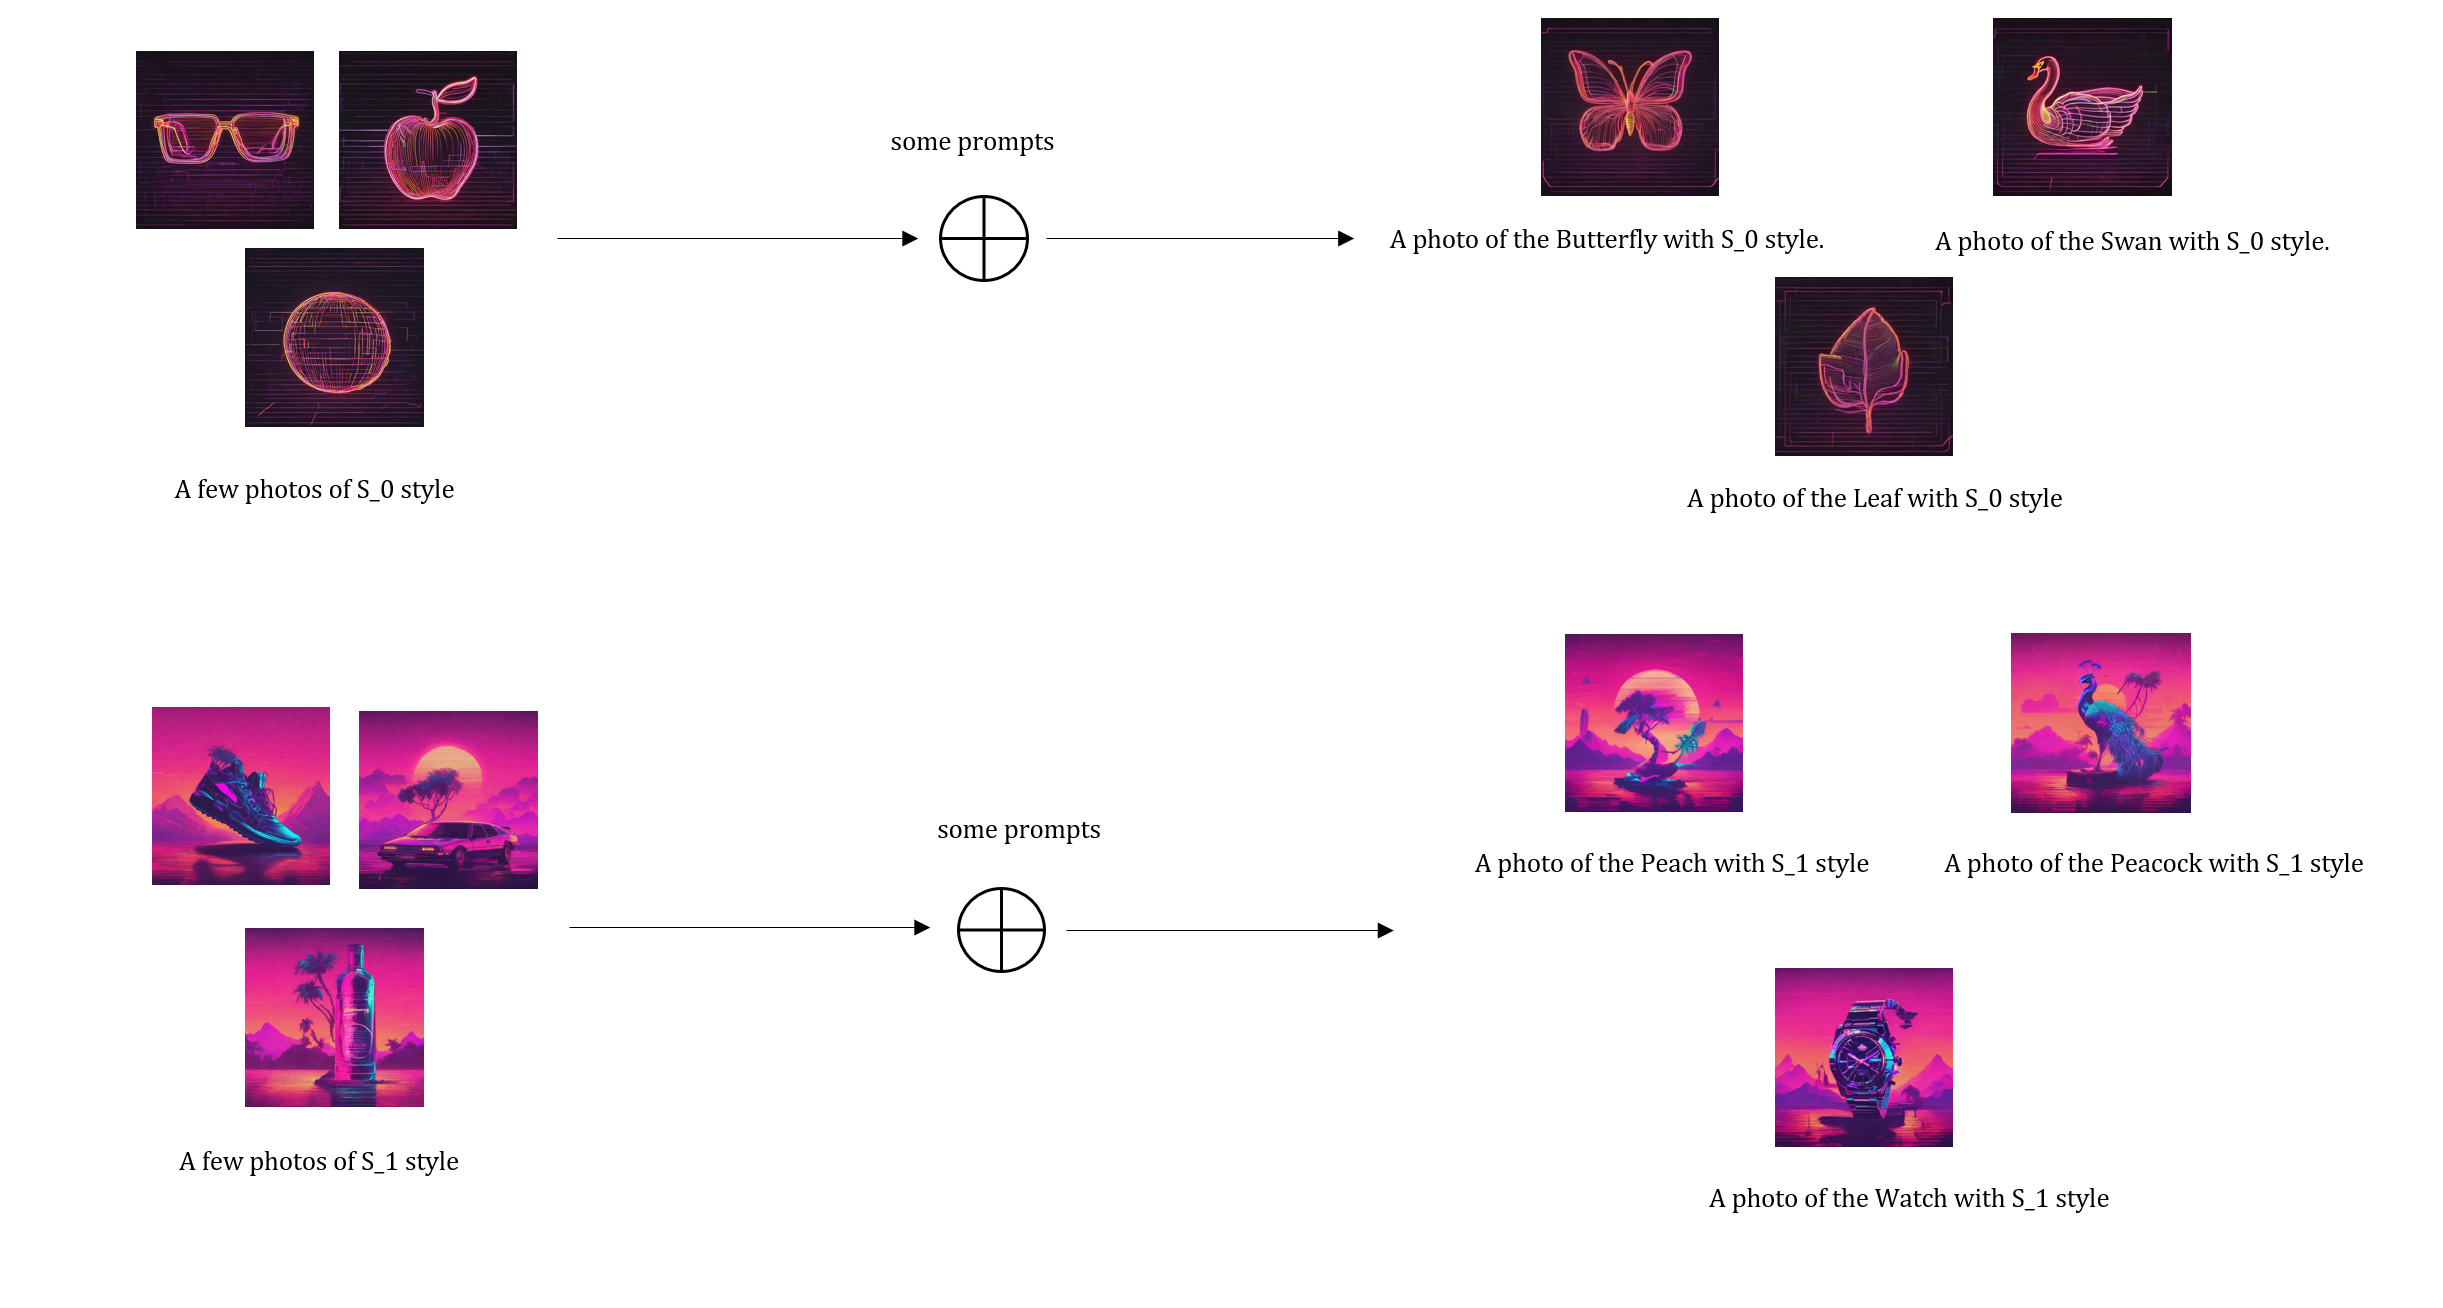 some prompts
A photo of the Butterfly with S_0 style.
A photo of the Swan with S_0 style.
A few photos of S_0 style
A photo of the Leaf with S_0 style
some prompts
A photo of the Peach with S_1 style
A photo of the Peacock with S_1 style
A few photos of S_1 style
A photo of the Watch with S_1 style